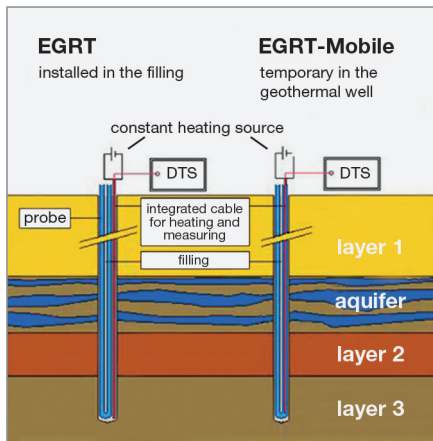 EGRT
installed in the filling
EGRT-Mobile
temporary in the
geothermal well
constant heating source
DTS
DTS
probe
integrated cable
for heating and
measuring
filling
layer 1
aquifer
layer 2
layer 3